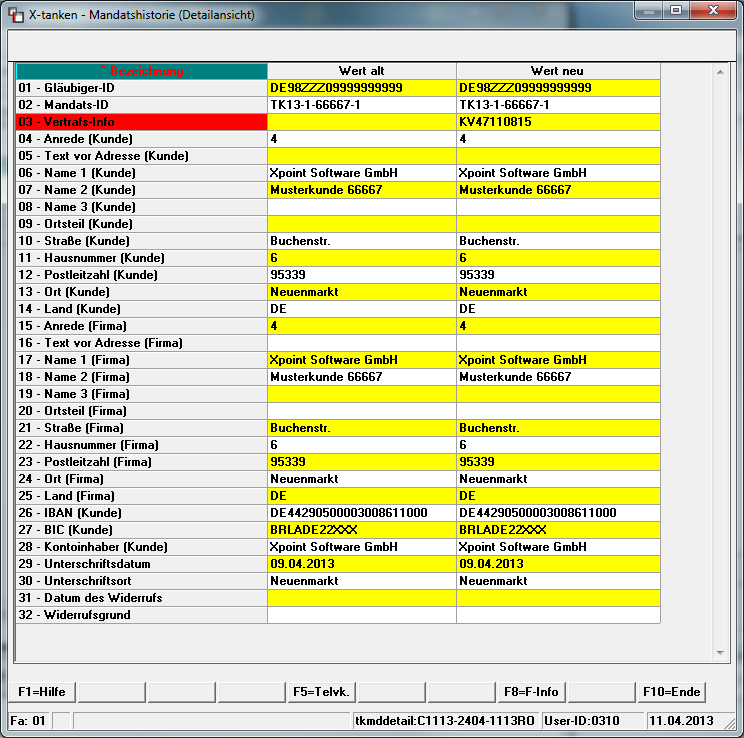 X-tanken - Mandatshistorie (Detailansicht)
^ Bezeichnung Wert alt Wert neu
01 - Gläubiger-ID DE98ZZZ09999999999 DE98ZZZ09999999999
02 - Mandats-ID TK13-1-66667-1 TK13-1-66667-1
03 - Vertrafs-Info KV47110815
04 - Anrede (Kunde) 4 4
05 - Text vor Adresse (Kunde)
06 - Name 1 (Kunde) Xpoint Software GmbH Xpoint Software GmbH
07 - Name 2 (Kunde) Musterkunde 66667 Musterkunde 66667
08 - Name 3 (Kunde)
09 - Ortsteil (Kunde)
10 - Straße (Kunde) Buchenstr. Buchenstr.
11 - Hausnummer (Kunde) 6 6
12 - Postleitzahl (Kunde) 95339 95339
13 - Ort (Kunde) Neuenmarkt Neuenmarkt
14 - Land (Kunde) DE DE
15 - Anrede (Firma) 4 4
16 - Text vor Adresse (Firma)
17 - Name 1 (Firma) Xpoint Software GmbH Xpoint Software GmbH
18 - Name 2 (Firma) Musterkunde 66667 Musterkunde 66667
19 - Name 3 (Firma)
20 - Ortsteil (Firma)
21 - Straße (Firma) Buchenstr. Buchenstr.
22 - Hausnummer (Firma) 6 6
23 - Postleitzahl (Firma) 95339 95339
24 - Ort (Firma) Neuenmarkt Neuenmarkt
25 - Land (Firma) DE DE
26 - IBAN (Kunde) DE44290500003008611000 DE44290500003008611000
27 - BIC (Kunde) BRLADE22XXX BRLADE22XXX
28 - Kontoinhaber (Kunde) Xpoint Software GmbH Xpoint Software GmbH
29 - Unterschriftsdatum 09.04.2013 09.04.2013
30 - Unterschriftsort Neuenmarkt Neuenmarkt
31 - Datum des Widerrufs
32 - Widerrufsgrund
F1=Hilfe F5=Telvk. F8=F-Info F10=Ende
Fa: 01 tkmddetail:C1113-2404-1113RO User-ID:0310 11.04.2013